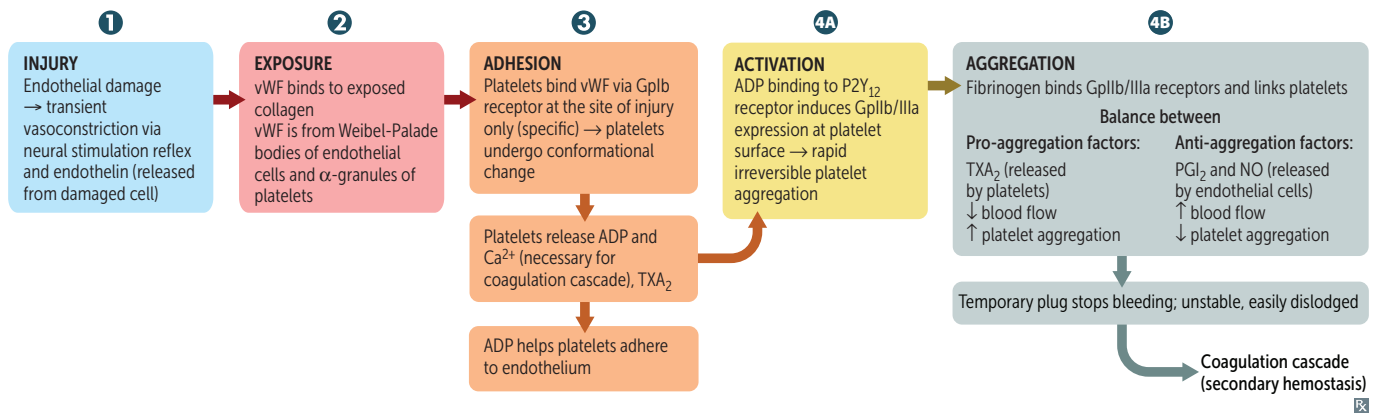 1
INJURY
Endothelial damage
→ transient
vasoconstriction via
neural stimulation reflex
and endothelin (released
from damaged cell)
2
EXPOSURE
vWF binds to exposed
collagen
vWF is from Weibel-Palade
bodies of endothelial
cells and α-granules of
platelets
3
ADHESION
Platelets bind vWF via GpIb
receptor at the site of injury
only (specific) → platelets
undergo conformational
change
Platelets release ADP and
Ca²⁺ (necessary for
coagulation cascade), TXA₂
ADP helps platelets adhere
to endothelium
4A
ACTIVATION
ADP binding to P2Y₁₂
receptor induces GpIIb/IIIa
expression at platelet
surface → rapid
irreversible platelet
aggregation
4B
AGGREGATION
Fibrinogen binds GpIIb/IIIa receptors and links platelets
Balance between
Pro-aggregation factors:
TXA₂ (released
by platelets)
↓ blood flow
↑ platelet aggregation
Anti-aggregation factors:
PGI₂ and NO (released
by endothelial cells)
↑ blood flow
↓ platelet aggregation
Temporary plug stops bleeding; unstable, easily dislodged
Coagulation cascade
(secondary hemostasis)
℞